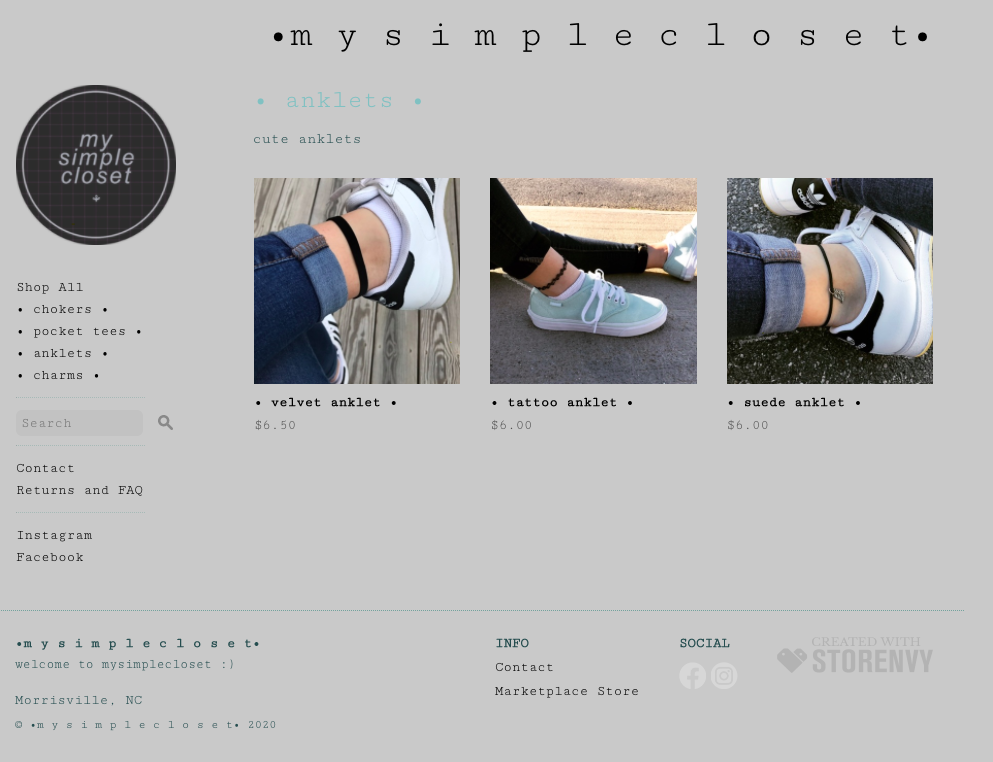 •m y s i m p l e c l o s e t•
my
simple
closet
• anklets •
cute anklets
Shop All
• chokers •
• pocket tees •
• anklets •
• charms •
Search
Contact
Returns and FAQ
Instagram
Facebook
• velvet anklet •
$6.50
• tattoo anklet •
$6.00
• suede anklet •
$6.00
•m y s i m p l e c l o s e t•
welcome to mysimplecloset :)
Morrisville, NC
© •m y s i m p l e c l o s e t• 2020
INFO
Contact
Marketplace Store
SOCIAL
CREATED WITH
STORENVY